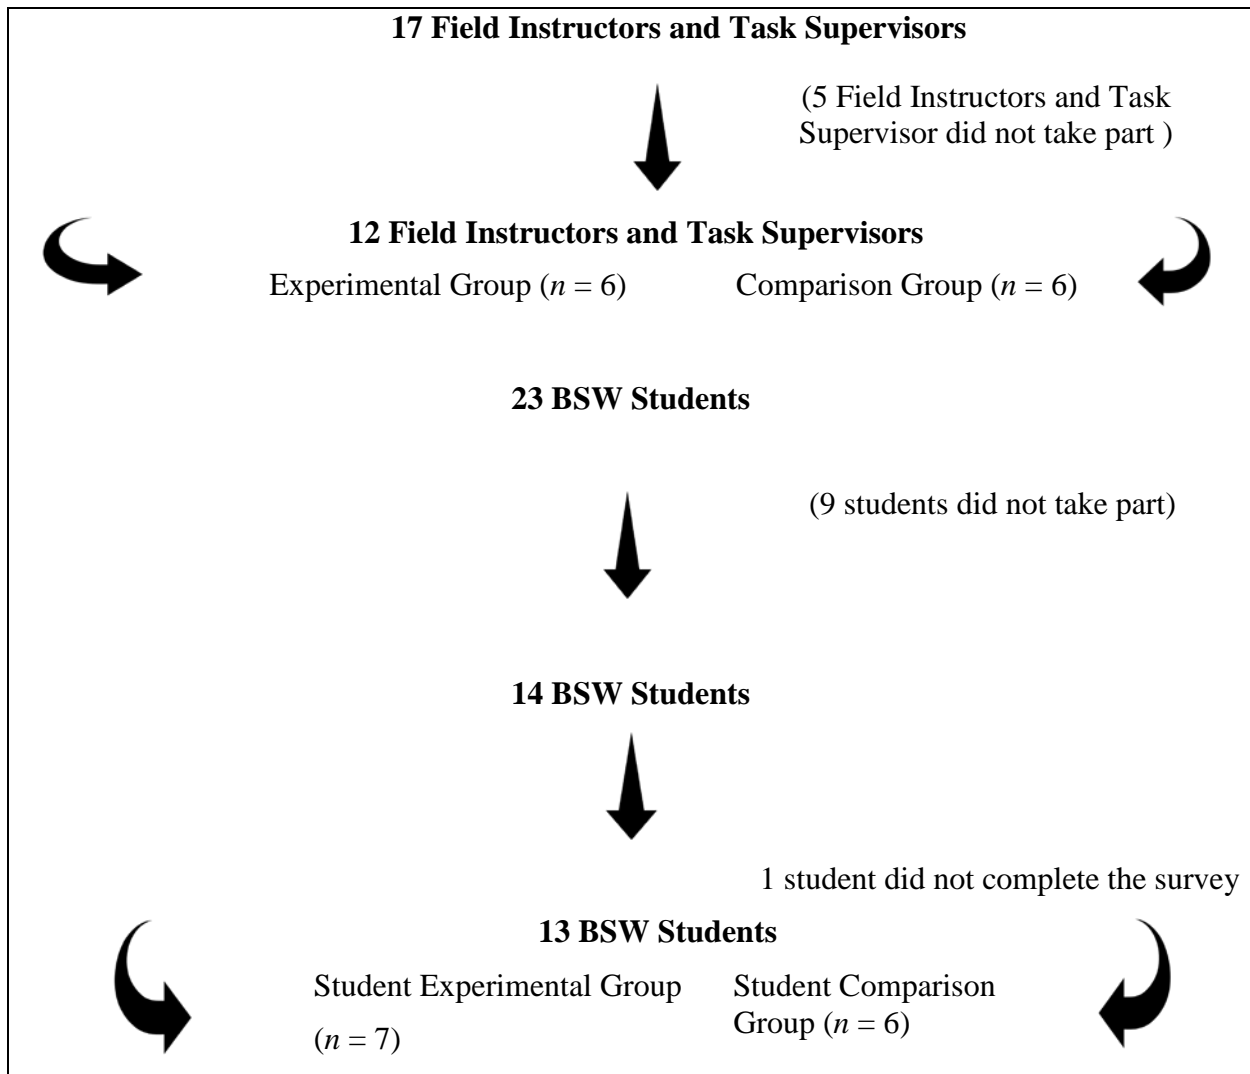 17 Field Instructors and Task Supervisors
(5 Field Instructors and Task
Supervisor did not take part )
12 Field Instructors and Task Supervisors
Experimental Group (n = 6)
Comparison Group (n = 6)
23 BSW Students
(9 students did not take part)
14 BSW Students
1 student did not complete the survey
13 BSW Students
Student Experimental Group
(n = 7)
Student Comparison
Group (n = 6)